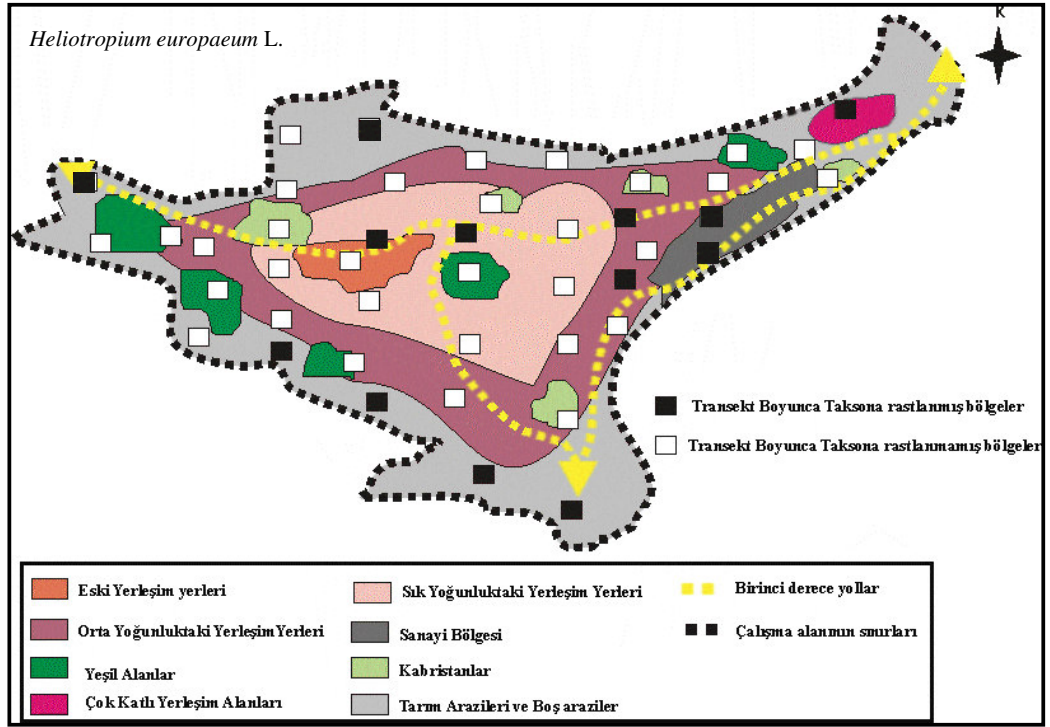 K
Heliotropium europaeum L.
Transekt Boyunca Taksona rastlanmış bölgeler
Transekt Boyunca Taksona rastlanmamış bölgeler
Eski Yerleşim yerleri
Sık Yoğunluktaki Yerleşim Yerleri
Birinci derece yollar
Orta Yoğunluktaki Yerleşim Yerleri
Sanayi Bölgesi
Çalışma alanının sınırları
Yeşil Alanlar
Kabristanlar
Çok Katlı Yerleşim Alanları
Tarım Arazileri ve Boş araziler